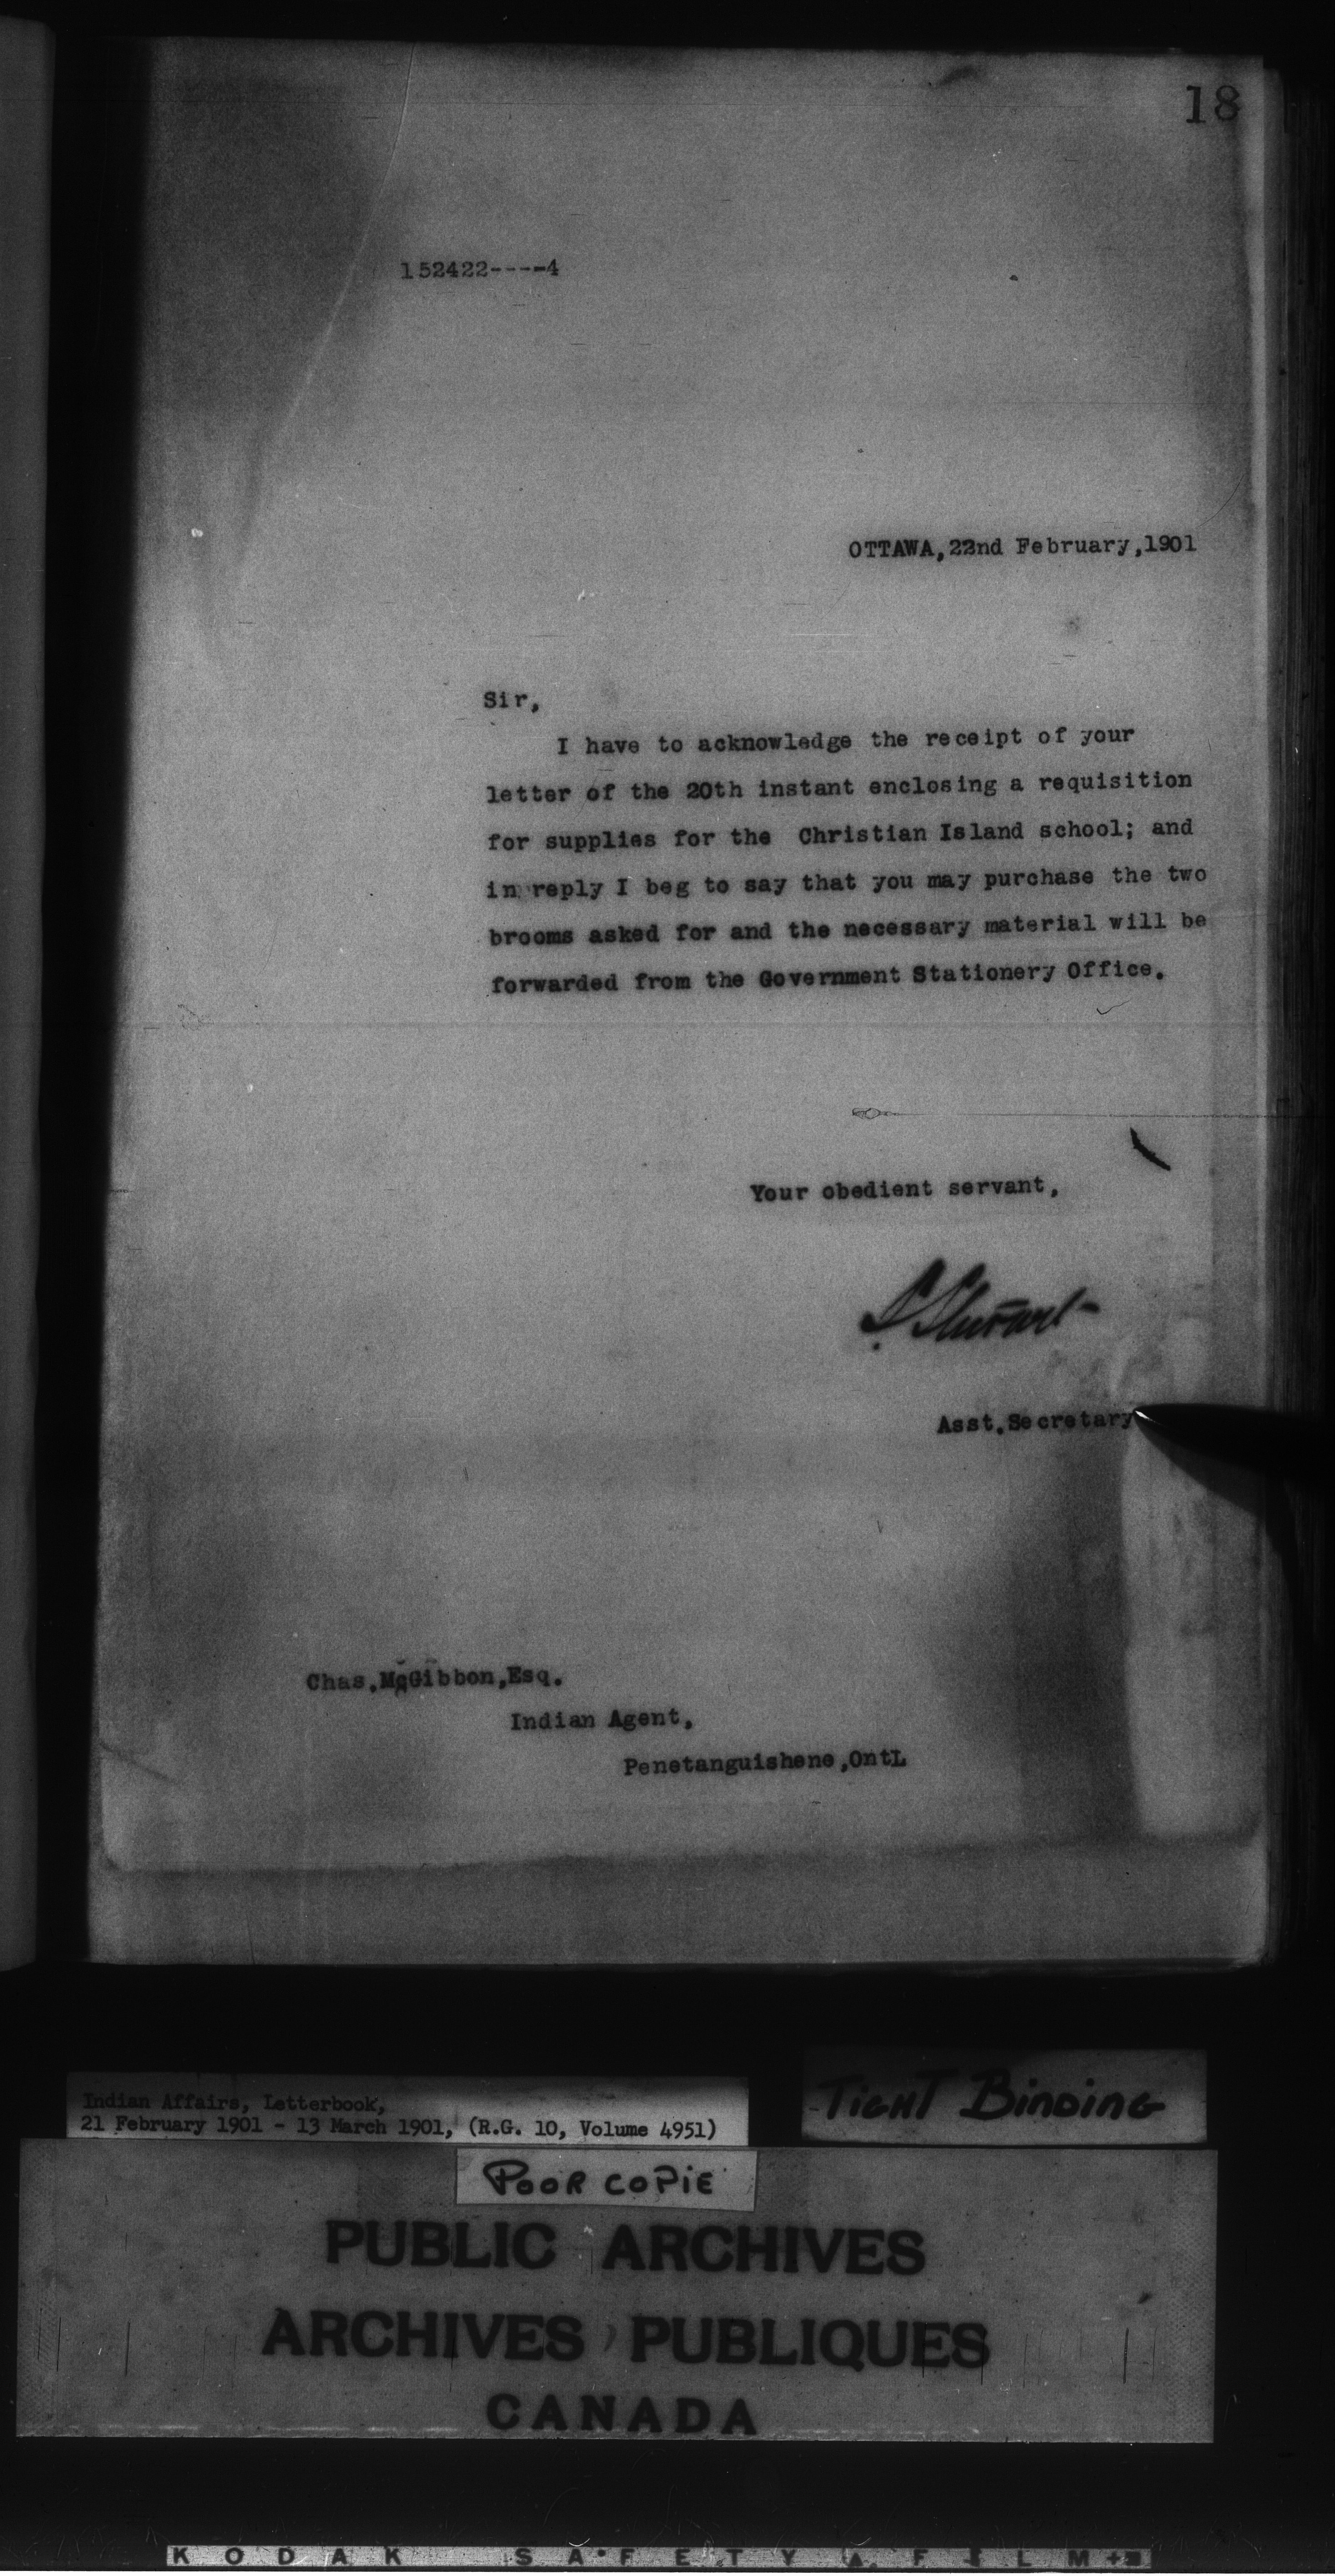 18
152422-----4
OTTAWA,22nd February,1901
Sir,
I have to acknowledge the receipt of your
letter of the 20th instant enclosing a requisition
for supplies for the Christian Island school; and
in reply I beg to say that you may purchase the two
brooms asked for and the necessary material will be
forwarded from the Government Stationery Office.
Your obedient servant,
S. Stewart
Asst.Secretary
Chas.McGibbon,Esq.
Indian Agent,
Penetanguishene,OntL
Indian Affairs, Letterbook,
21 February 1901 - 13 March 1901, (R.G. 10, Volume 4951)
TIGHT BINDING
POOR COPIE
PUBLIC ARCHIVES
ARCHIVES PUBLIQUES
CANADA
KODAK SAFETY FILM